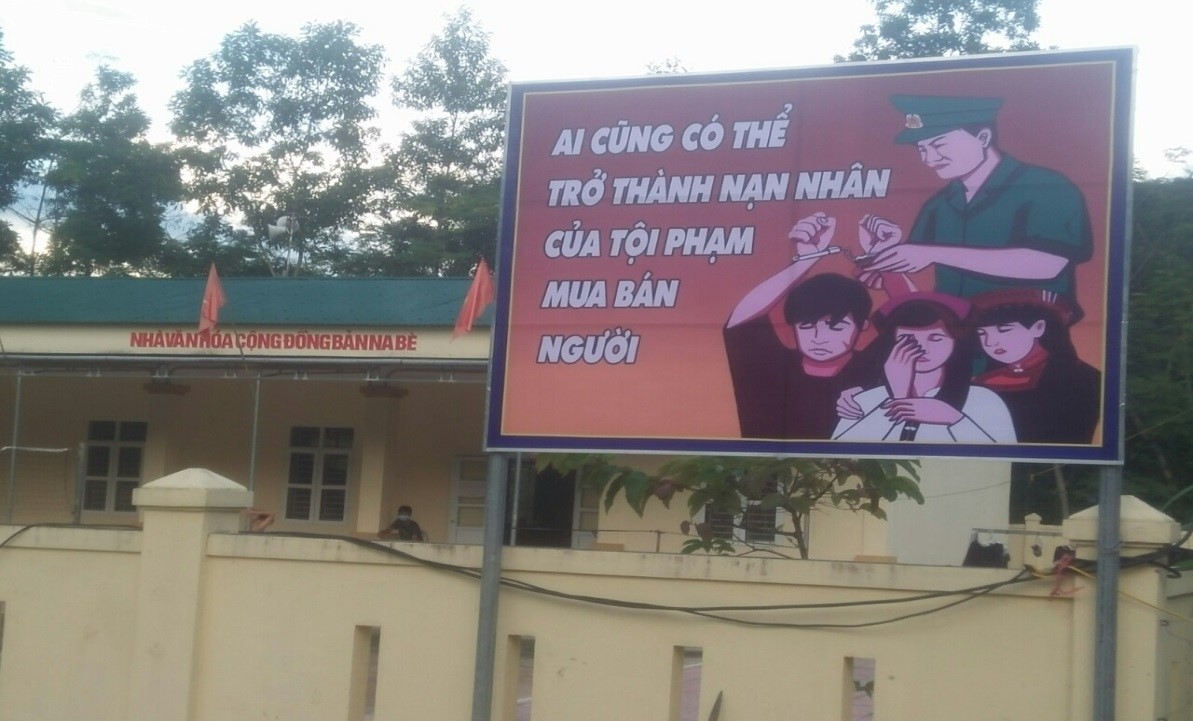 AI CŨNG CÓ THỂ
TRỞ THÀNH NẠN NHÂN
CỦA TỘI PHẠM
MUA BÁN
NGƯỜI
NHÀ VĂN HÓA CỘNG ĐỒNG BẢN NA BÈ